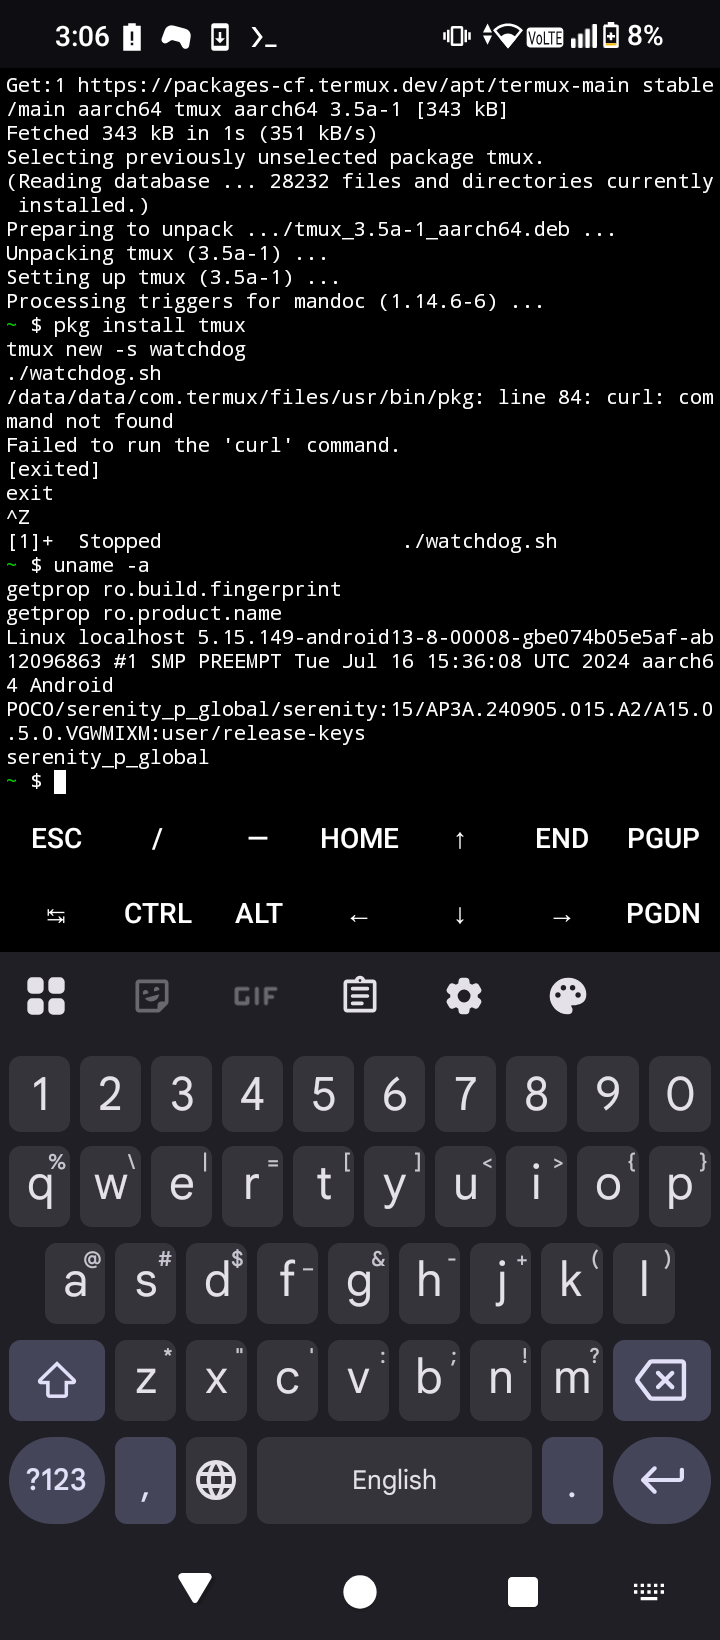 3:06 VoLTE 8%
Get:1 https://packages-cf.termux.dev/apt/termux-main stable
/main aarch64 tmux aarch64 3.5a-1 [343 kB]
Fetched 343 kB in 1s (351 kB/s)
Selecting previously unselected package tmux.
(Reading database ... 28232 files and directories currently
 installed.)
Preparing to unpack .../tmux_3.5a-1_aarch64.deb ...
Unpacking tmux (3.5a-1) ...
Setting up tmux (3.5a-1) ...
Processing triggers for mandoc (1.14.6-6) ...
~ $ pkg install tmux
tmux new -s watchdog
./watchdog.sh
/data/data/com.termux/files/usr/bin/pkg: line 84: curl: com
mand not found
Failed to run the 'curl' command.
[exited]
exit
^Z
[1]+  Stopped                    ./watchdog.sh
~ $ uname -a
getprop ro.build.fingerprint
getprop ro.product.name
Linux localhost 5.15.149-android13-8-00008-gbe074b05e5af-ab
12096863 #1 SMP PREEMPT Tue Jul 16 15:36:08 UTC 2024 aarch6
4 Android
POCO/serenity_p_global/serenity:15/AP3A.240905.015.A2/A15.0
.5.0.VGWMIXM:user/release-keys
serenity_p_global
~ $
ESC / — HOME ↑ END PGUP
↹ CTRL ALT ← ↓ → PGDN
GIF
1 2 3 4 5 6 7 8 9 0
q % w \ e | r = t [ y ] u < i > o { p }
a @ s # d $ f _ g & h - j + k ( l )
z * x " c ' v : b ; n ! m ?
?123 , English .